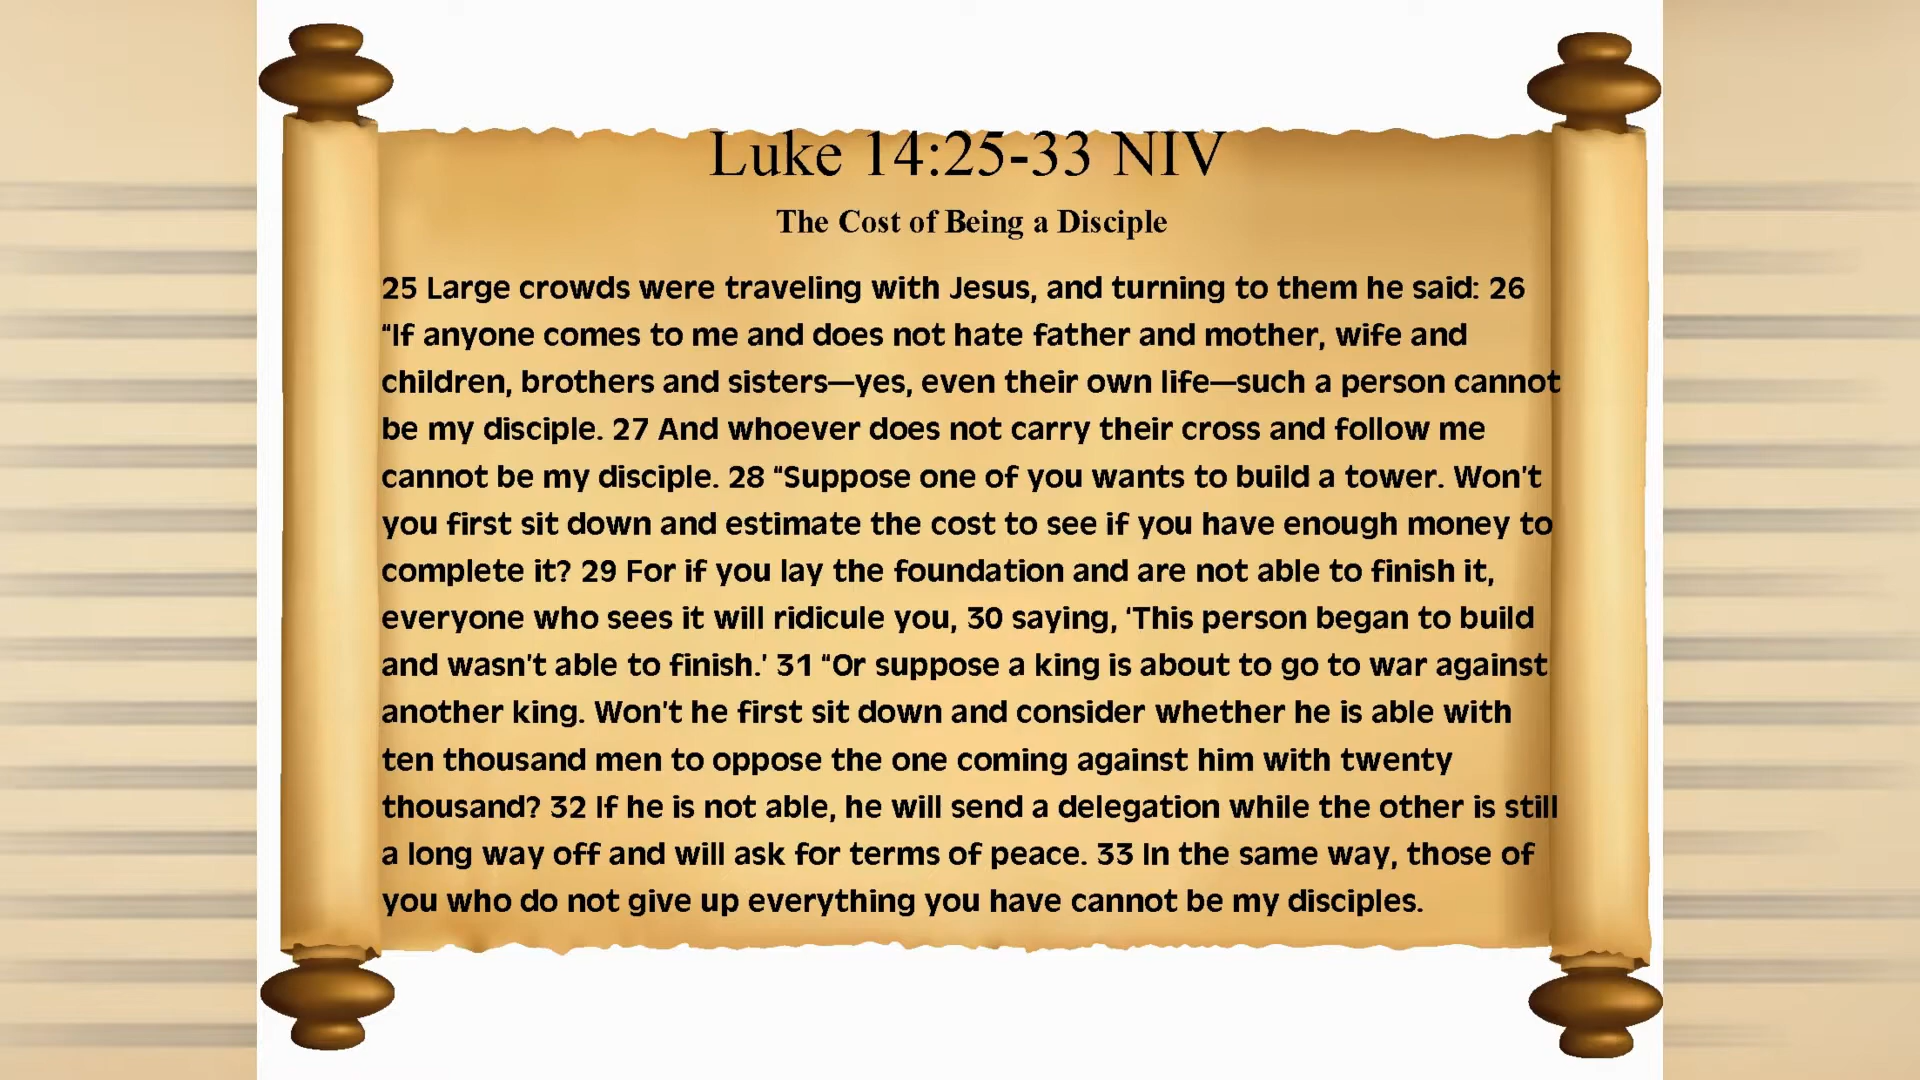 Luke 14:25-33 NIV
The Cost of Being a Disciple
25 Large crowds were traveling with Jesus, and turning to them he said: 26
“If anyone comes to me and does not hate father and mother, wife and
children, brothers and sisters—yes, even their own life—such a person cannot
be my disciple. 27 And whoever does not carry their cross and follow me
cannot be my disciple. 28 “Suppose one of you wants to build a tower. Won’t
you first sit down and estimate the cost to see if you have enough money to
complete it? 29 For if you lay the foundation and are not able to finish it,
everyone who sees it will ridicule you, 30 saying, ‘This person began to build
and wasn’t able to finish.’ 31 “Or suppose a king is about to go to war against
another king. Won’t he first sit down and consider whether he is able with
ten thousand men to oppose the one coming against him with twenty
thousand? 32 If he is not able, he will send a delegation while the other is still
a long way off and will ask for terms of peace. 33 In the same way, those of
you who do not give up everything you have cannot be my disciples.